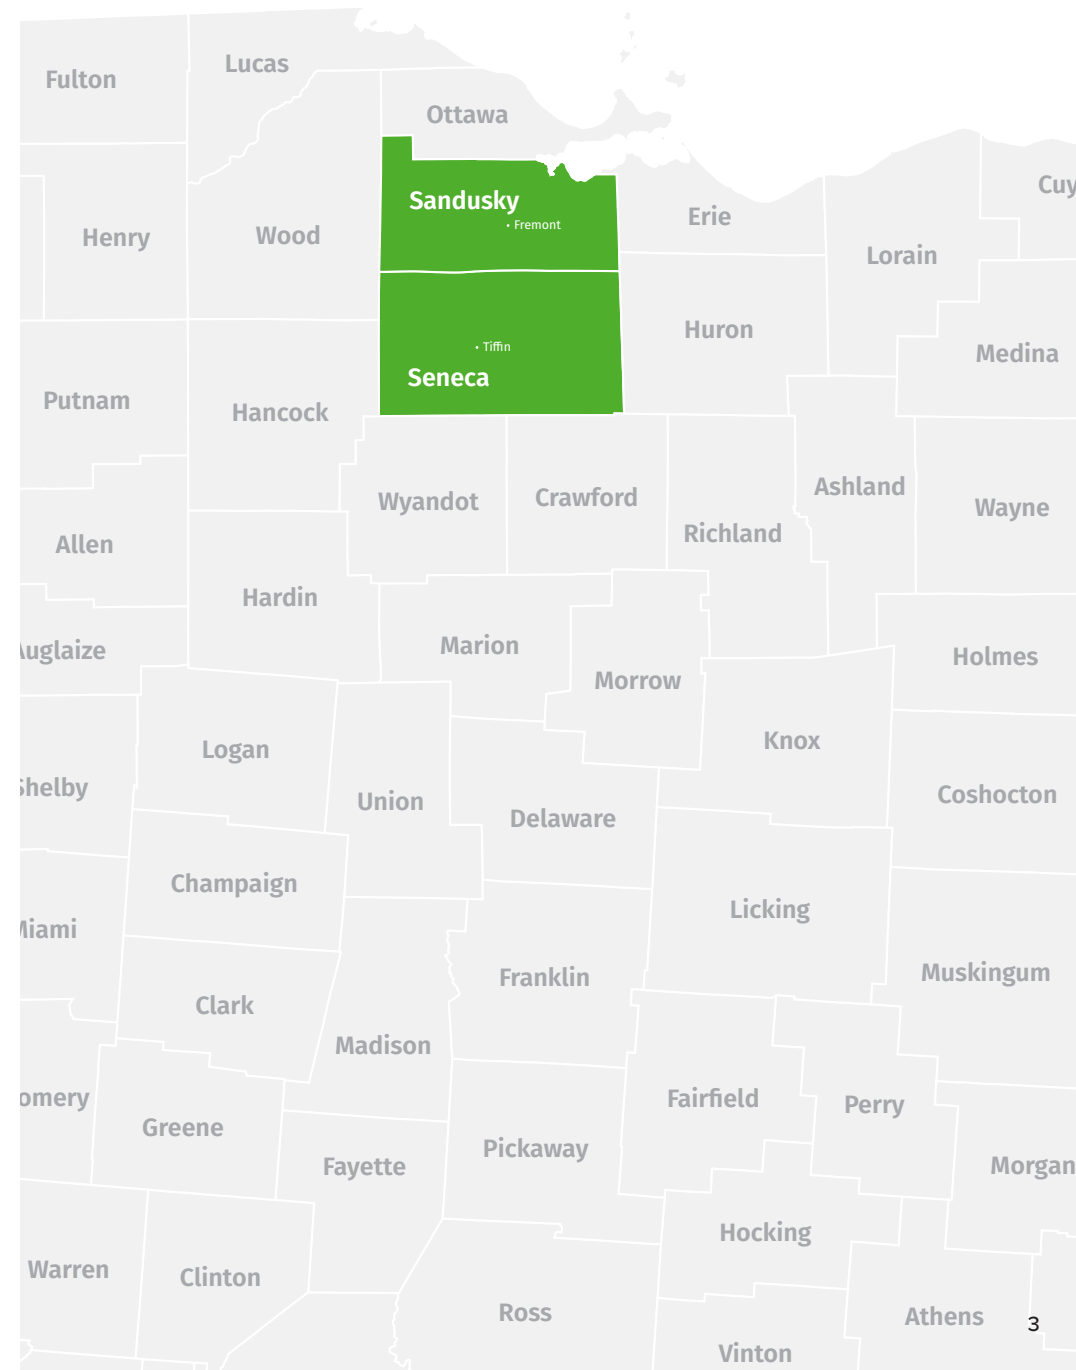 Lucas
Fulton
Ottawa
Cuy
Sandusky
Erie
• Fremont
Henry
Wood
Lorain
Huron
• Tiffin
Medina
Seneca
Putnam
Hancock
Ashland
Crawford
Wyandot
Wayne
Richland
Allen
Hardin
Marion
Auglaize
Holmes
Morrow
Knox
Logan
Shelby
Coshocton
Union
Delaware
Champaign
Licking
Miami
Muskingum
Franklin
Clark
Madison
omery
Fairfield
Perry
Greene
Pickaway
Morgan
Fayette
Hocking
Warren
Clinton
Ross
Athens
3
Vinton